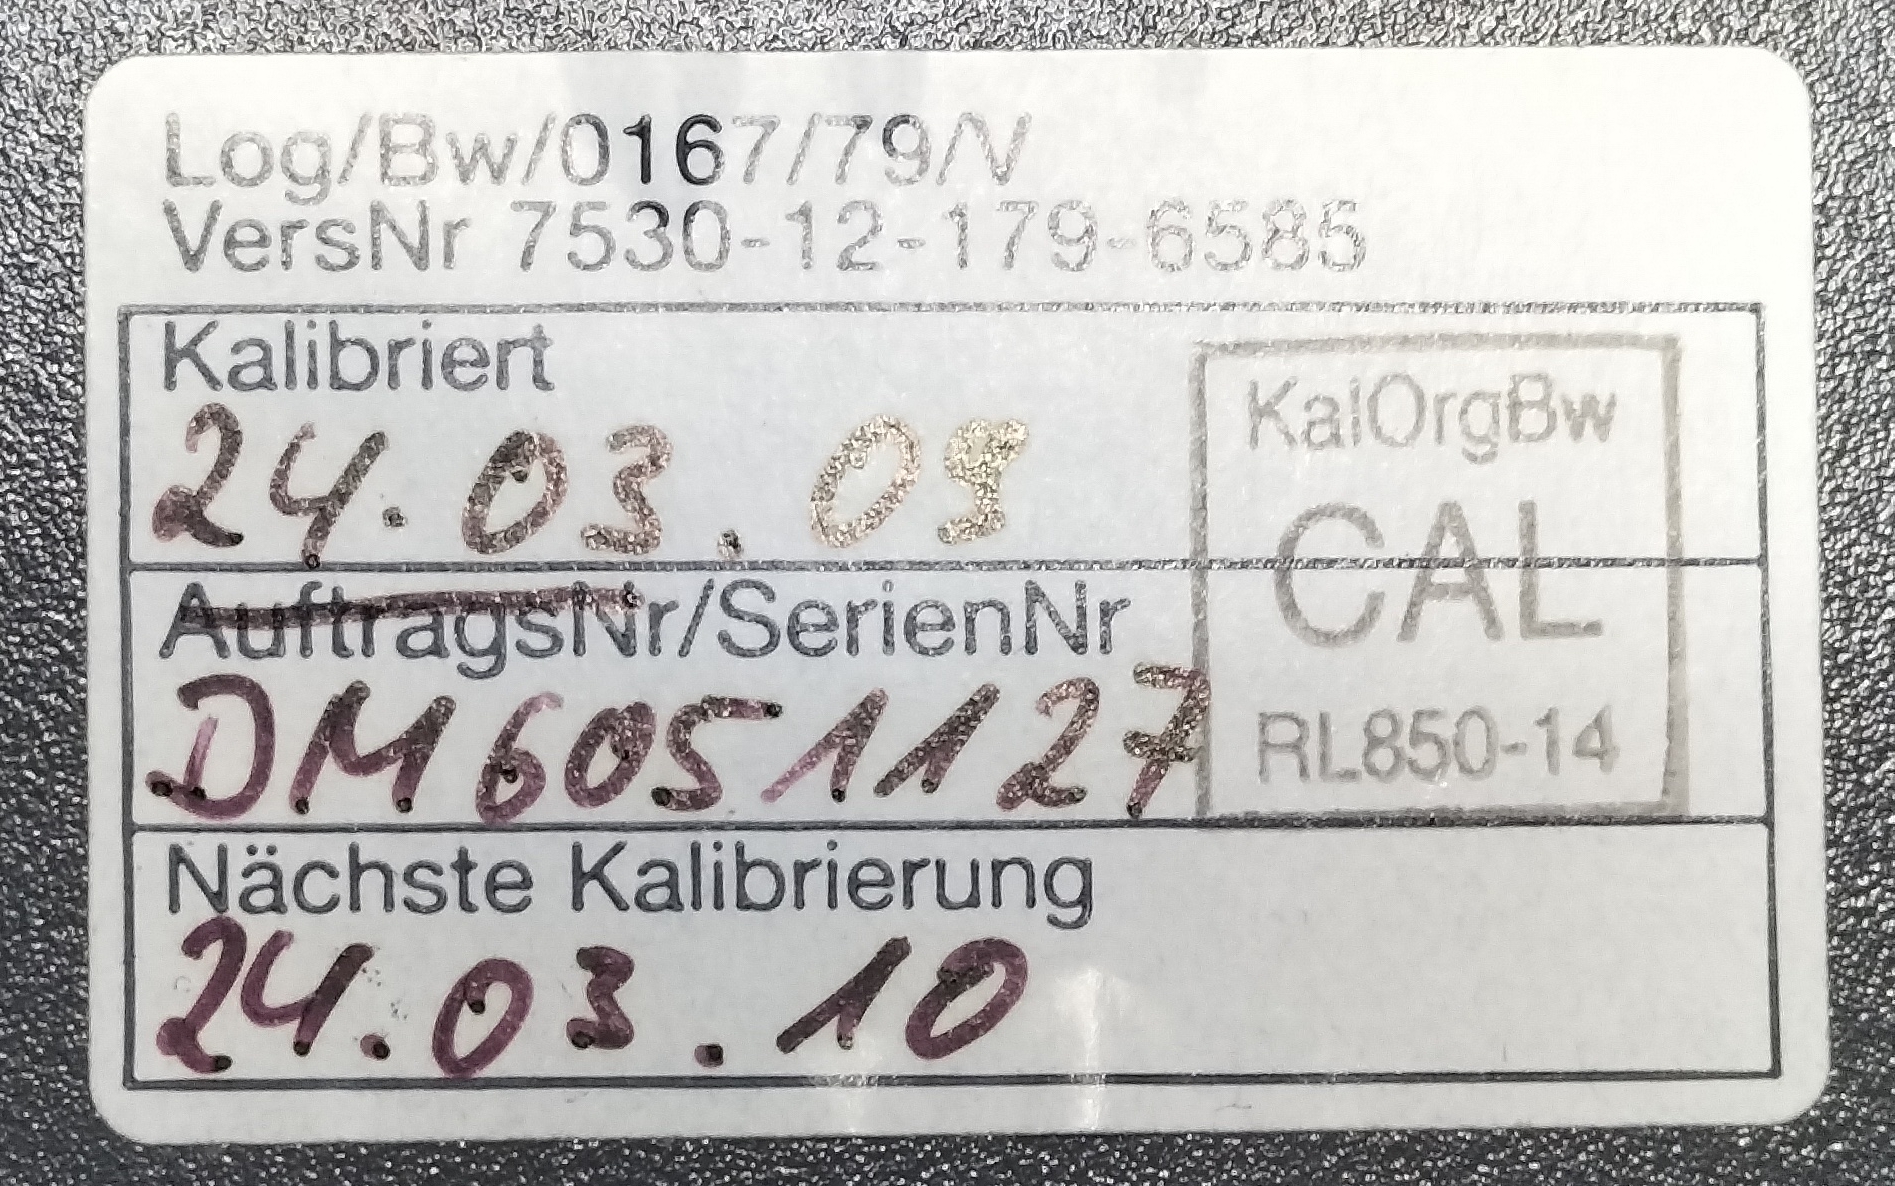 Log/Bw/0167/79/V
VersNr 7530-12-179-6585
Kalibriert
24.03.09
AuftragsNr/SerienNr
DM6051127
KalOrgBw
CAL
RL850-14
Nächste Kalibrierung
24.03.10